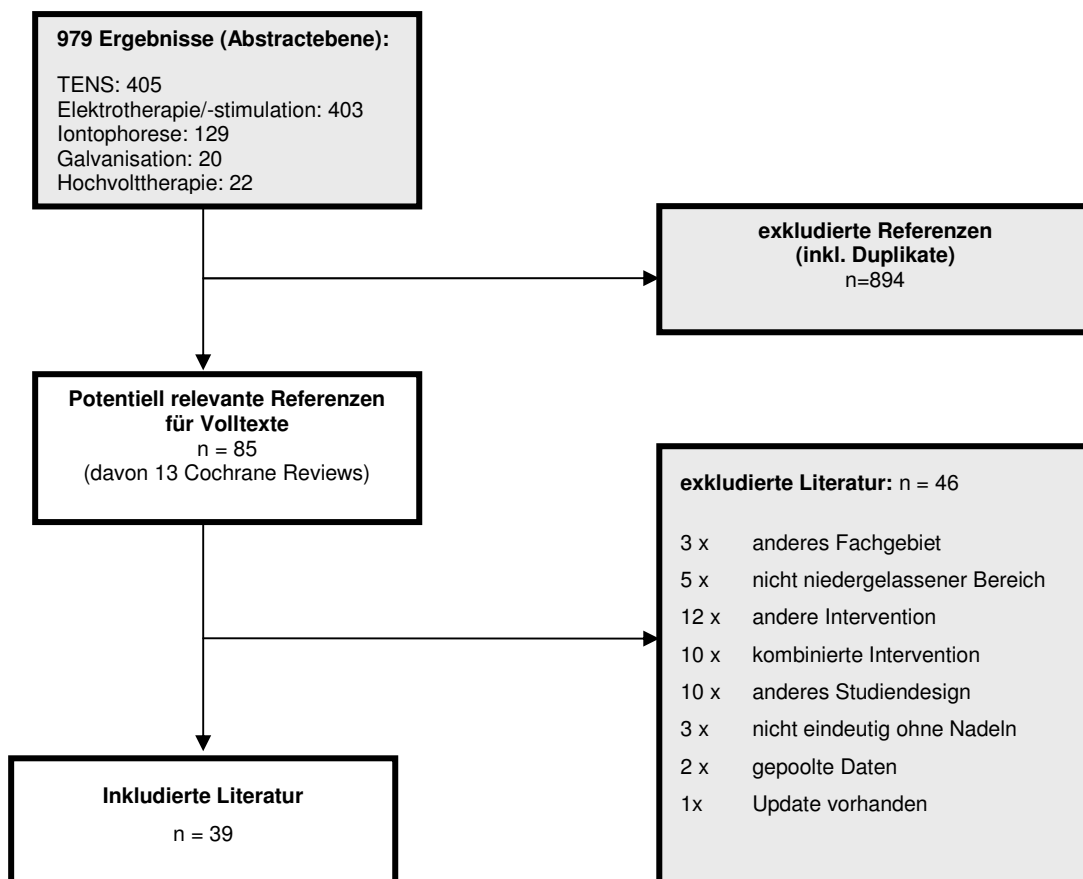 979 Ergebnisse (Abstractebene):
TENS: 405
Elektrotherapie/-stimulation: 403
Iontophorese: 129
Galvanisation: 20
Hochvolttherapie: 22
exkludierte Referenzen
(inkl. Duplikate)
n=894
Potentiell relevante Referenzen
für Volltexte
n = 85
(davon 13 Cochrane Reviews)
exkludierte Literatur: n = 46
3 x anderes Fachgebiet
5 x nicht niedergelassener Bereich
12 x andere Intervention
10 x kombinierte Intervention
10 x anderes Studiendesign
3 x nicht eindeutig ohne Nadeln
2 x gepoolte Daten
1x Update vorhanden
Inkludierte Literatur
n = 39